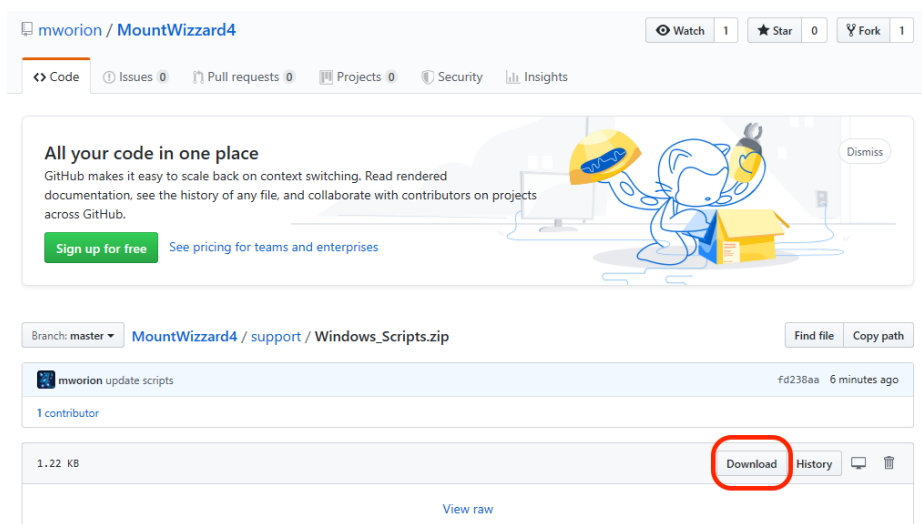 mworion / MountWizzard4
Watch 1 Star 0 Fork 1
Code Issues 0 Pull requests 0 Projects 0 Security Insights
All your code in one place
Dismiss
GitHub makes it easy to scale back on context switching. Read rendered
documentation, see the history of any file, and collaborate with contributors on projects
across GitHub.
Sign up for free See pricing for teams and enterprises
Branch: master MountWizzard4 / support / Windows_Scripts.zip Find file Copy path
mworion update scripts fd238aa 6 minutes ago
1 contributor
1.22 KB Download History
View raw